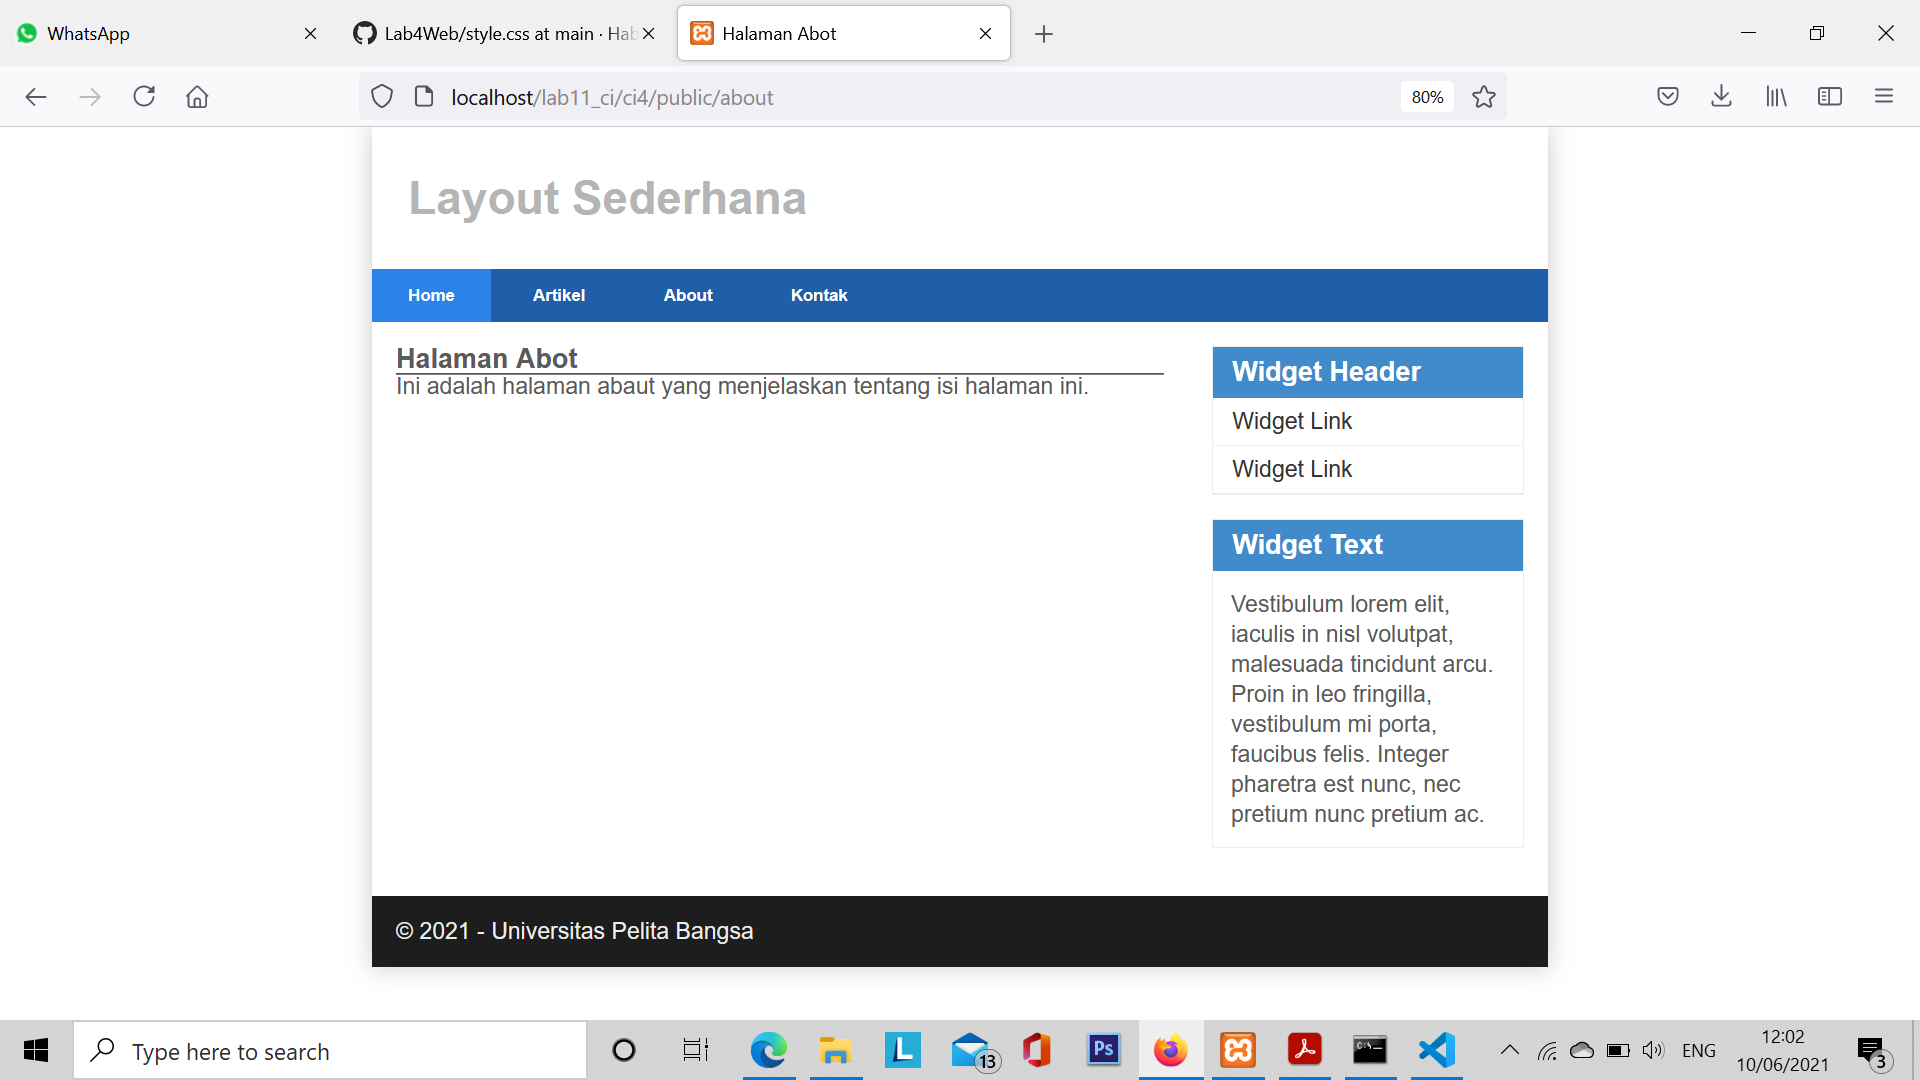 WhatsApp
Lab4Web/style.css at main · Hab
Halaman Abot
localhost/lab11_ci/ci4/public/about
80%
Layout Sederhana
Home
Artikel
About
Kontak
Halaman Abot
Ini adalah halaman abaut yang menjelaskan tentang isi halaman ini.
Widget Header
Widget Link
Widget Link
Widget Text
Vestibulum lorem elit,
iaculis in nisl volutpat,
malesuada tincidunt arcu.
Proin in leo fringilla,
vestibulum mi porta,
faucibus felis. Integer
pharetra est nunc, nec
pretium nunc pretium ac.
© 2021 - Universitas Pelita Bangsa
Type here to search
L
13
Ps
C:\_
ENG
12:02
10/06/2021
3